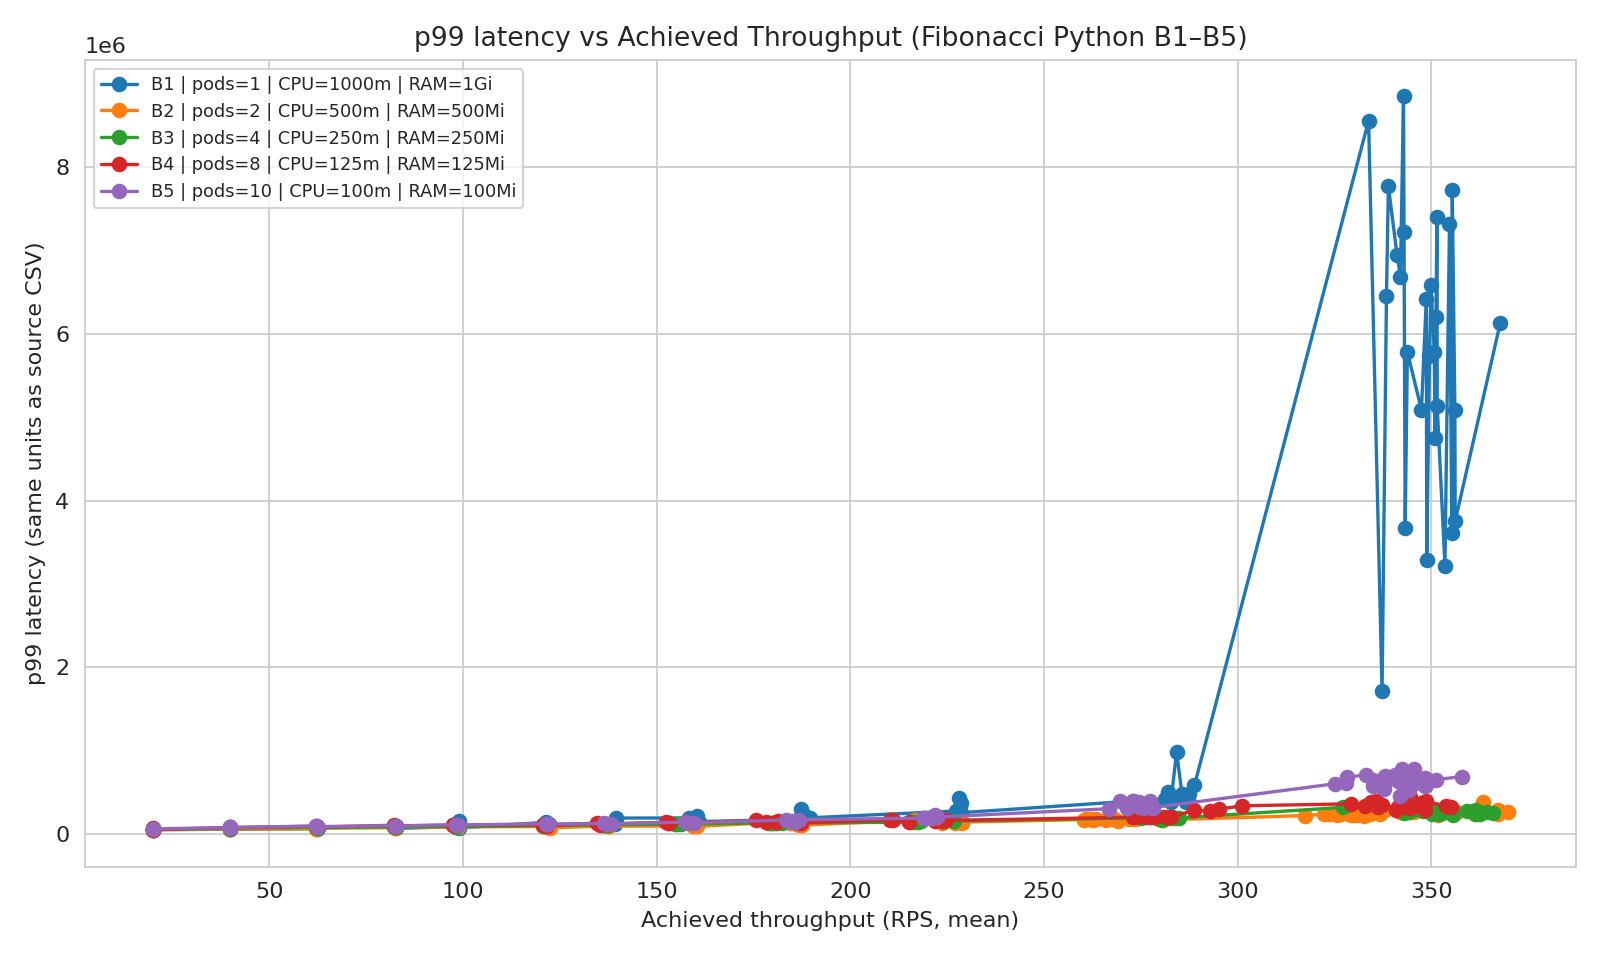 p99 latency vs Achieved Throughput (Fibonacci Python B1–B5)
1e6
B1 | pods=1 | CPU=1000m | RAM=1Gi
B2 | pods=2 | CPU=500m | RAM=500Mi
B3 | pods=4 | CPU=250m | RAM=250Mi
B4 | pods=8 | CPU=125m | RAM=125Mi
B5 | pods=10 | CPU=100m | RAM=100Mi
p99 latency (same units as source CSV)
8
6
4
2
0
50 100 150 200 250 300 350
Achieved throughput (RPS, mean)